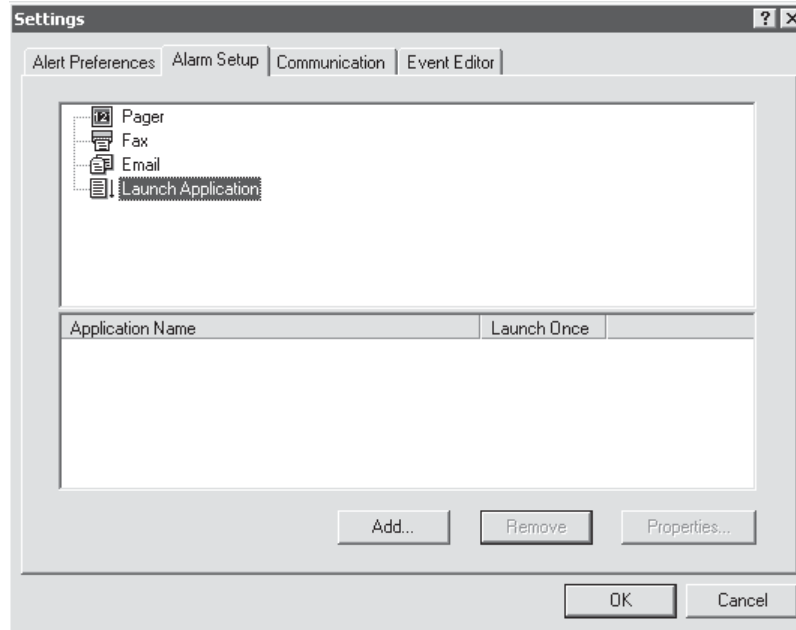 Settings
Alert Preferences Alarm Setup Communication Event Editor
12 Pager
Fax
Email
Launch Application
Application Name Launch Once
Add... Remove Properties...
OK Cancel